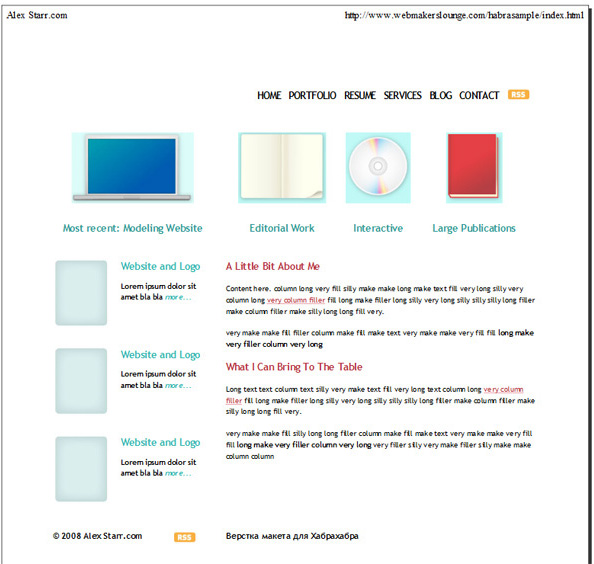 Alex Starr.com http://www.webmakerslounge.com/habrasample/index.html
HOME PORTFOLIO RESUME SERVICES BLOG CONTACT RSS
Most recent: Modeling Website Editorial Work Interactive Large Publications
Website and Logo
Lorem ipsum dolor sit
amet bla bla more...
Website and Logo
Lorem ipsum dolor sit
amet bla bla more...
Website and Logo
Lorem ipsum dolor sit
amet bla bla more...
A Little Bit About Me
Content here. column long very fill silly make make long make text fill very long silly very
column long very column filler fill long make filler long silly very long silly silly silly long filler
make column filler make silly long long fill very.
very make make fill filler column make fill make text very make make very fill fill long make
very filler column very long
What I Can Bring To The Table
Long text text column text silly very make text fill very long text column long very column
filler fill long make filler long silly very long silly silly silly long filler make column filler make
silly long long fill very.
very make make fill silly long long filler column make fill make text very make make very fill
fill long make very filler column very long very filler silly very make filler silly very make make
column column
© 2008 Alex Starr.com RSS Верстка макета для Хабрахабра